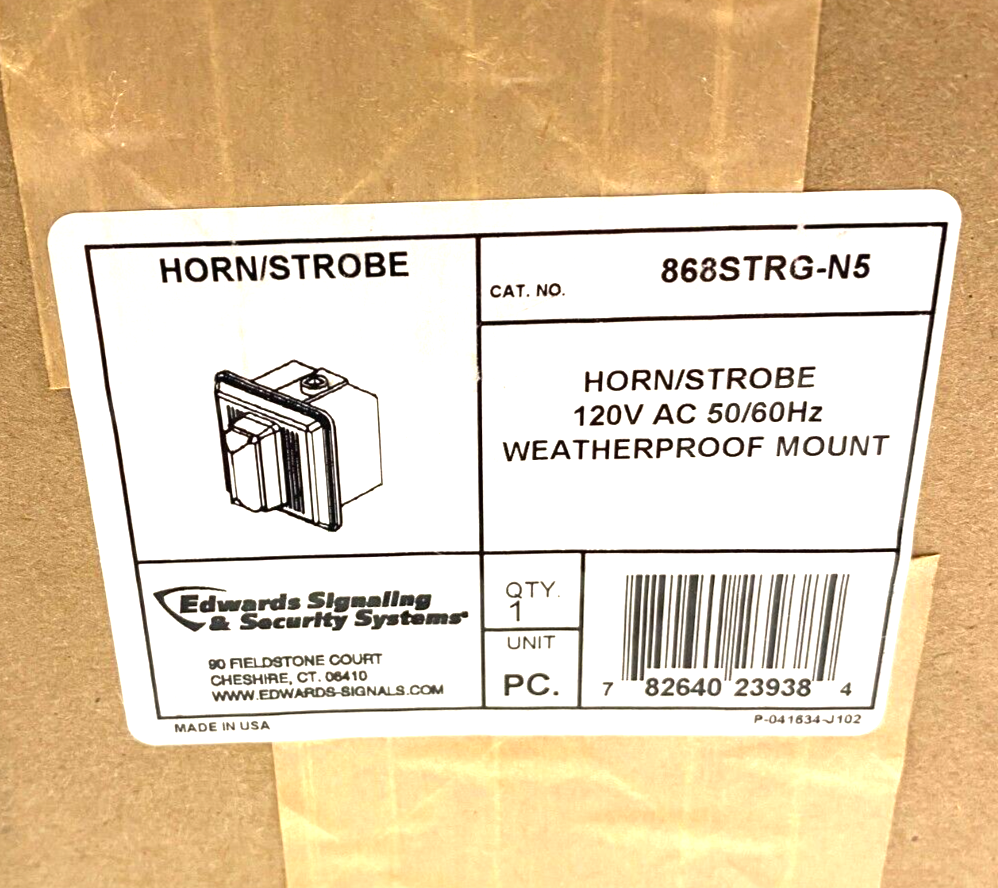 HORN/STROBE
CAT. NO. 868STRG-N5
HORN/STROBE
120V AC 50/60Hz
WEATHERPROOF MOUNT
Edwards Signaling
& Security Systems
90 FIELDSTONE COURT
CHESHIRE, CT. 06410
WWW.EDWARDS-SIGNALS.COM
QTY.
1
UNIT
PC.
7 82640 23938 4
MADE IN USA
P-041634-J102